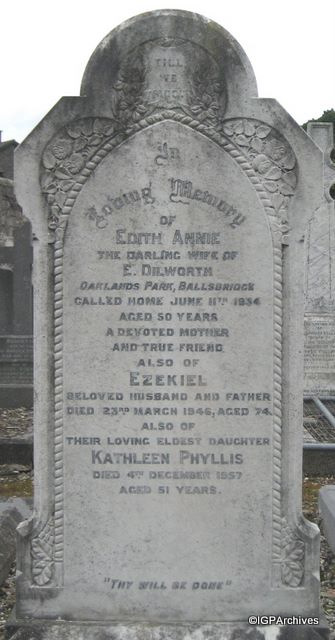 TILL
WE
MEET
In
Loving Memory
OF
EDITH ANNIE
THE DARLING WIFE OF
E. DILWORTH
OAKLANDS PARK, BALLSBRIDGE
CALLED HOME JUNE 11TH 1934
AGED 50 YEARS
A DEVOTED MOTHER
AND TRUE FRIEND
ALSO OF
EZEKIEL
BELOVED HUSBAND AND FATHER
DIED 23RD MARCH 1946, AGED 74.
ALSO OF
THEIR LOVING ELDEST DAUGHTER
KATHLEEN PHYLLIS
DIED 4TH DECEMBER 1957
AGED 51 YEARS.
"THY WILL BE DONE"
©IGPArchives